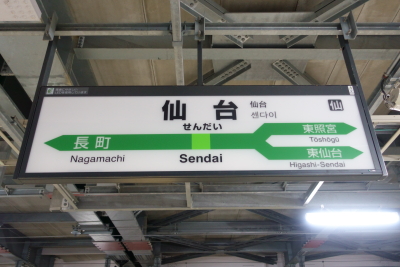 仙台
仙台
센다이
仙
せんだい
長町
Nagamachi
Sendai
東照宮
Tōshōgū
東仙台
Higashi-Sendai